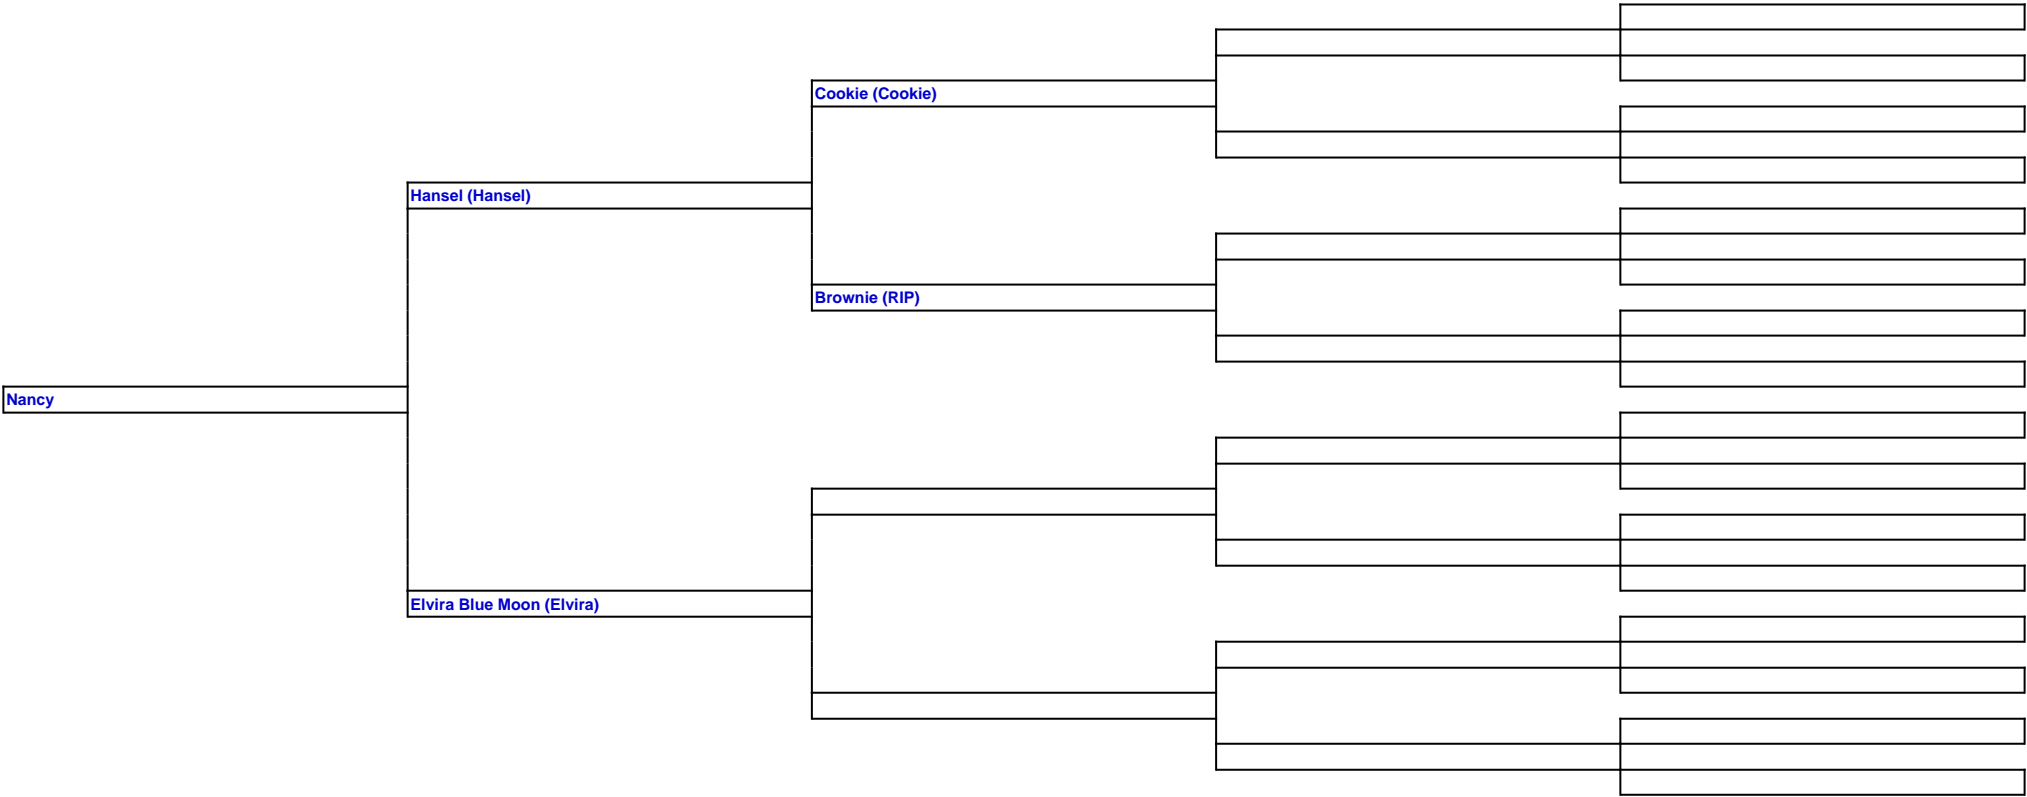 Cookie (Cookie)
Hansel (Hansel)
Brownie (RIP)
Nancy
Elvira Blue Moon (Elvira)